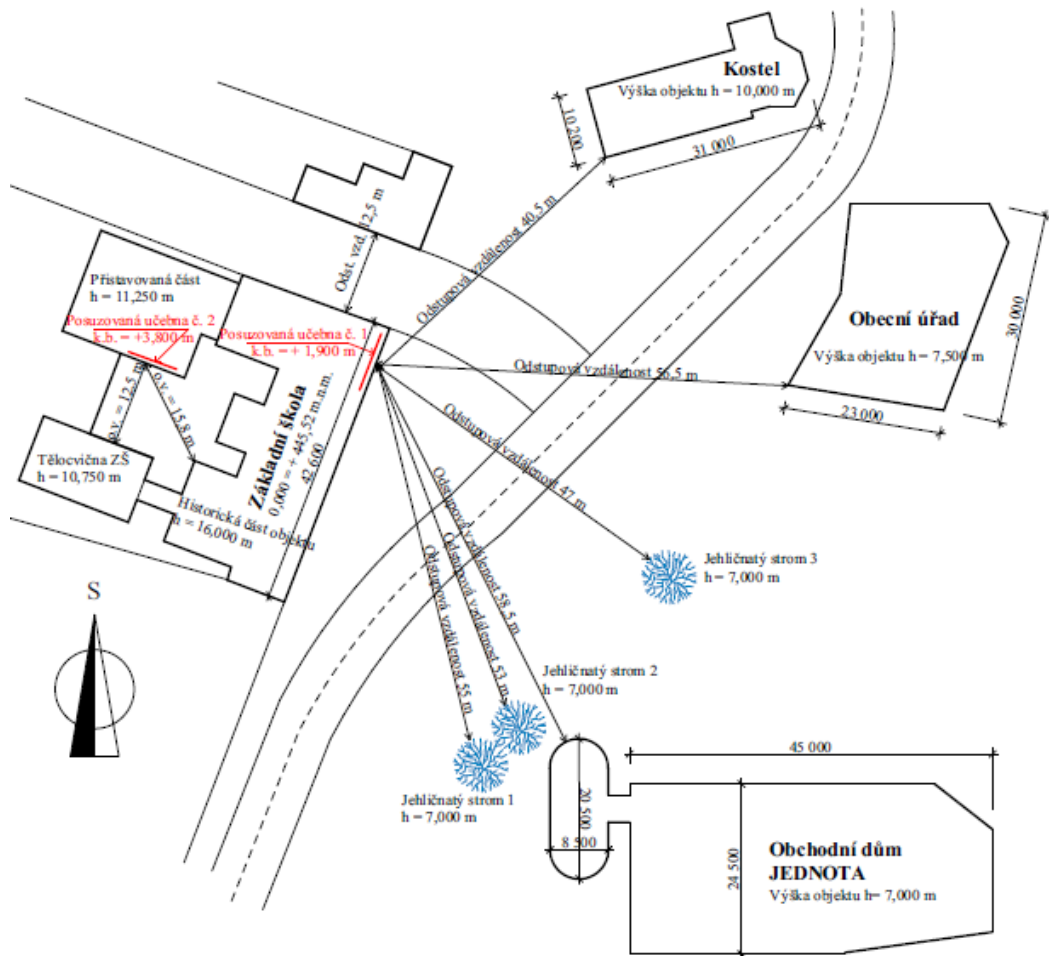 Kostel
Výška objektu h = 10,000 m
10 200
31 000
Odstupová vzdálenost 40,5 m
Odst. vzd. 12,5 m
Přistavovaná část
h = 11,250 m
Posuzovaná učebna č. 2
k.b. = +3,800 m
Posuzovaná učebna č. 1
k.b. = + 1,900 m
Obecní úřad
Výška objektu h = 7,500 m
30 000
23 000
Odstupová vzdálenost 56,5 m
o.v. = 12,5 m
o.v. = 15,8 m
Základní škola
0,000 = + 445,52 m.n.m.
42 600
Tělocvična ZŠ
h = 10,750 m
Historická část objektu
h = 16,000 m
Odstupová vzdálenost 47 m
Jehličnatý strom 3
h = 7,000 m
Odstupová vzdálenost 58,5 m
Odstupová vzdálenost 53 m
Odstupová vzdálenost 55 m
S
Jehličnatý strom 2
h = 7,000 m
Jehličnatý strom 1
h = 7,000 m
45 000
20 500
8 500
24 500
Obchodní dům
JEDNOTA
Výška objektu h= 7,000 m